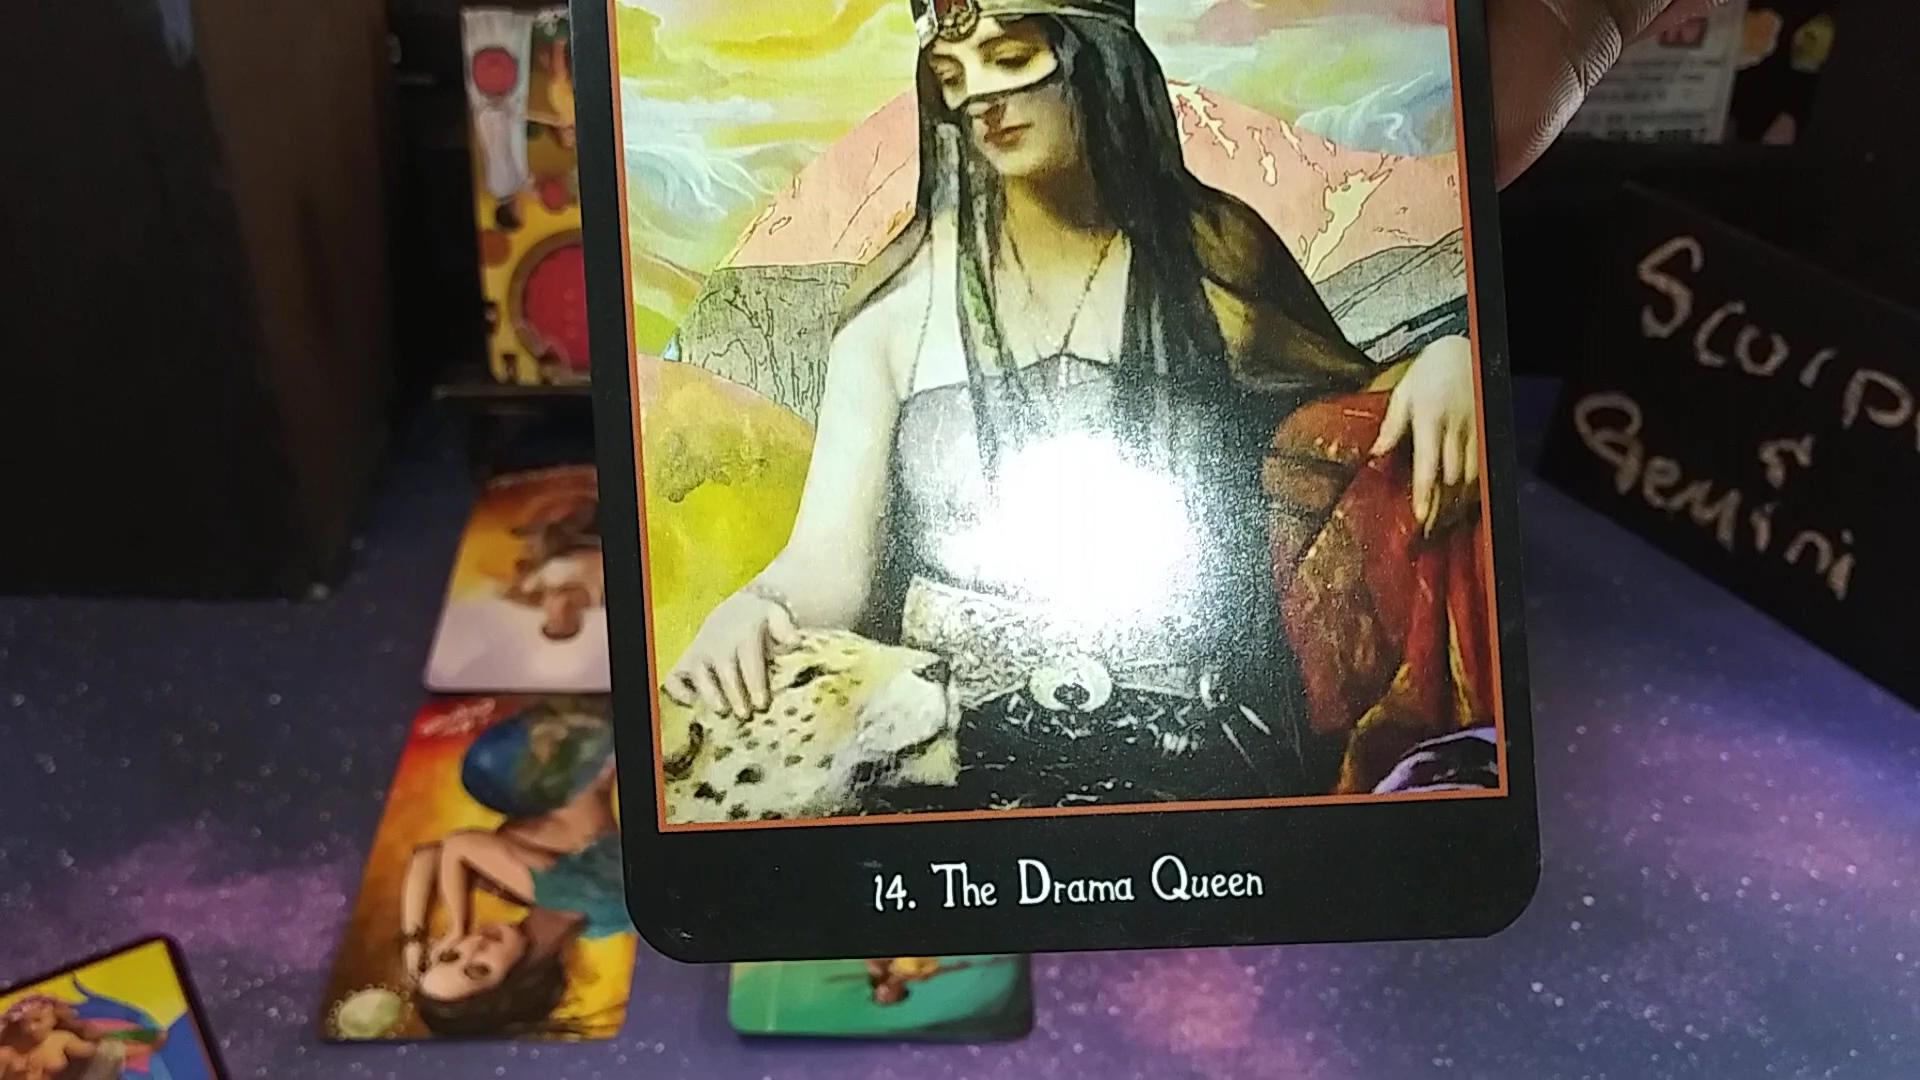 14. The Drama Queen
Scorp
&
Gemini